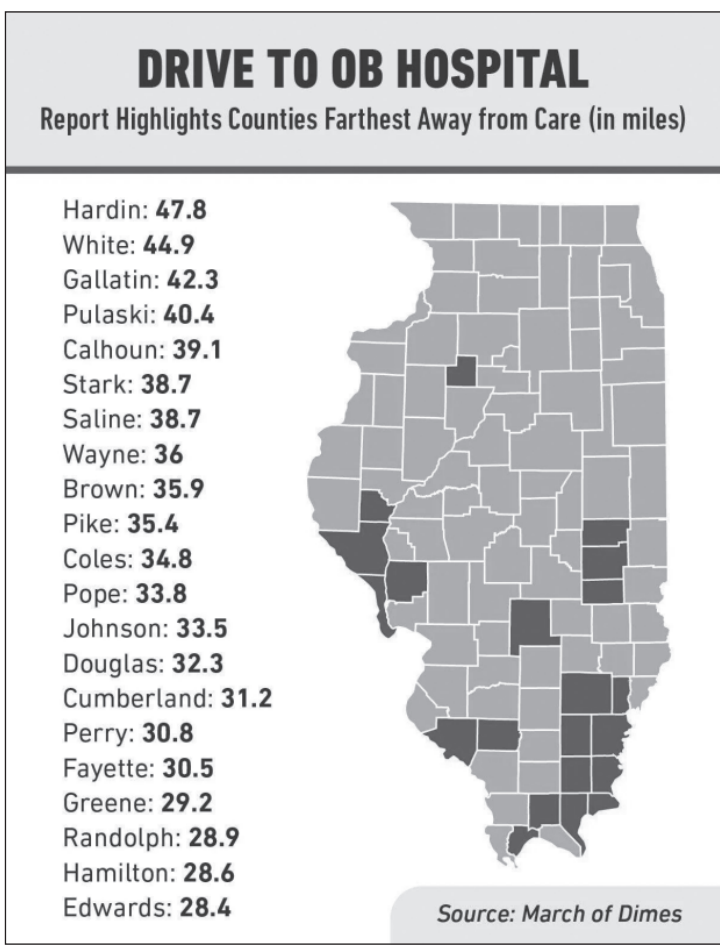 DRIVE TO OB HOSPITAL
Report Highlights Counties Farthest Away from Care (in miles)
Hardin: 47.8
White: 44.9
Gallatin: 42.3
Pulaski: 40.4
Calhoun: 39.1
Stark: 38.7
Saline: 38.7
Wayne: 36
Brown: 35.9
Pike: 35.4
Coles: 34.8
Pope: 33.8
Johnson: 33.5
Douglas: 32.3
Cumberland: 31.2
Perry: 30.8
Fayette: 30.5
Greene: 29.2
Randolph: 28.9
Hamilton: 28.6
Edwards: 28.4
Source: March of Dimes